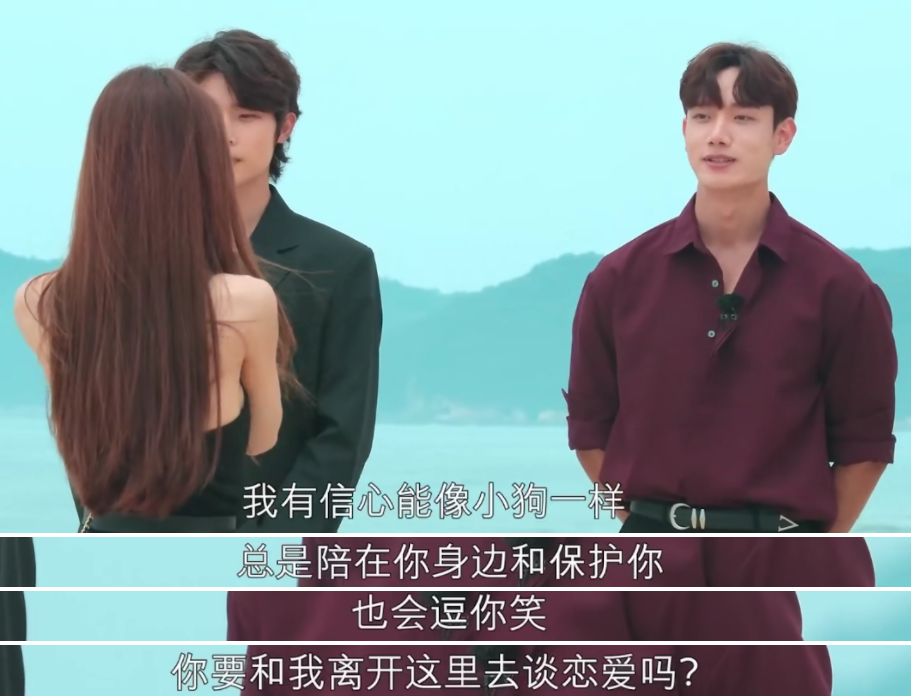 我有信心能像小狗一样
总是陪在你身边和保护你
也会逗你笑
你要和我离开这里去谈恋爱吗?